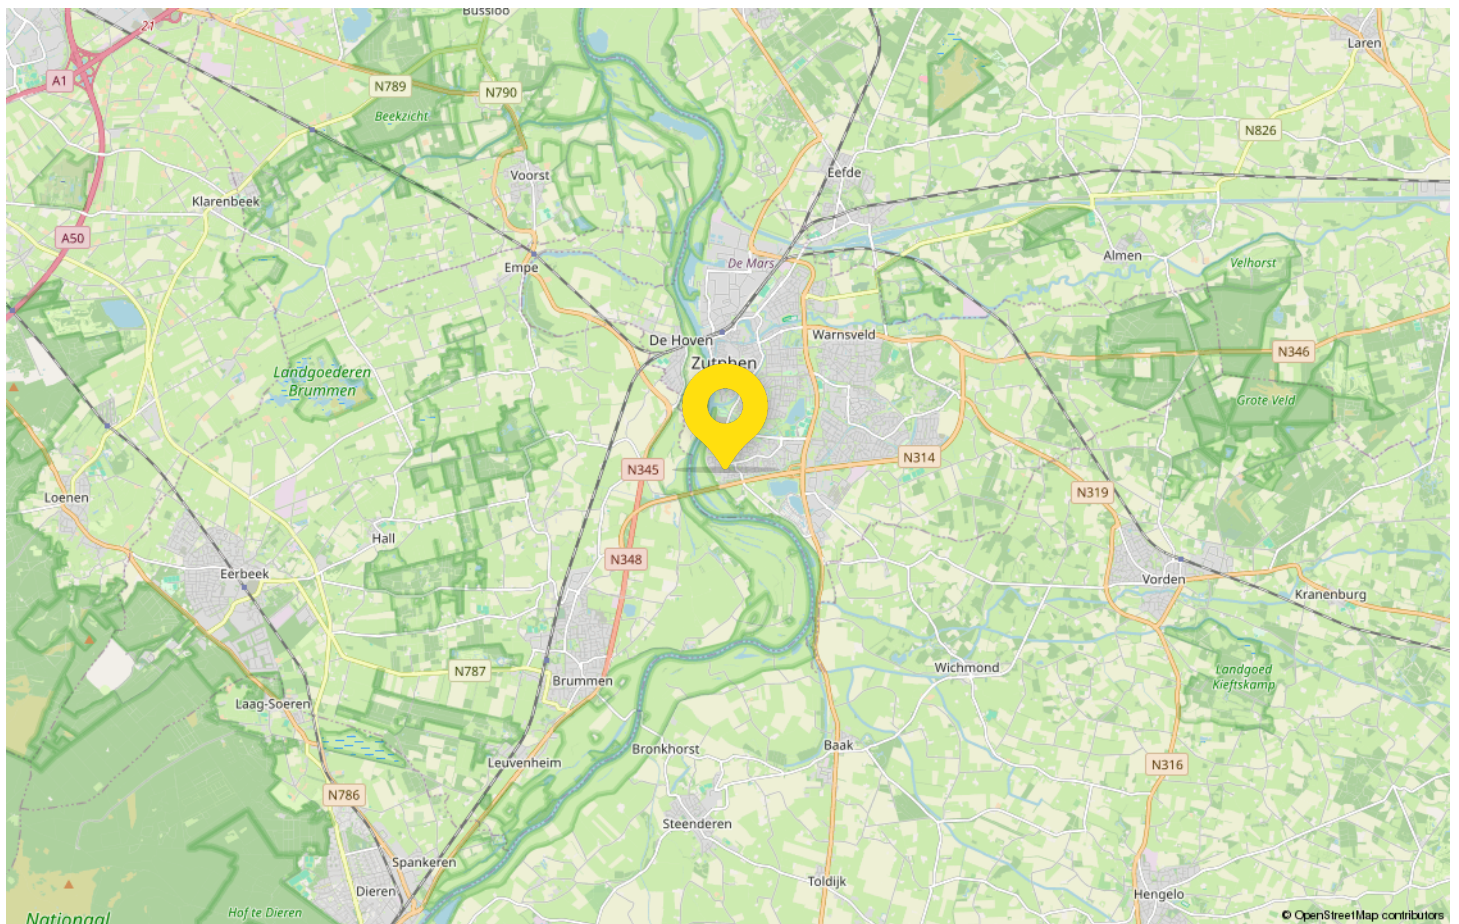 Bussloo
21
Laren
A1
N789
N790
Beekzicht
N826
Voorst
Eefde
Klarenbeek
A50
Empe
De Mars
Almen
Velhorst
De Hoven
Warnsveld
Zutphen
N346
Landgoederen
Brummen
Grote Veld
N345
N314
Loenen
N319
Hall
N348
Eerbeek
Vorden
Kranenburg
N787
Brummen
Wichmond
Landgoed
Kieftskamp
Laag-Soeren
Leuvenheim
Bronkhorst
Baak
N316
N786
Steenderen
Spankeren
Dieren
Toldijk
Hengelo
Hof te Dieren
Nationaal
© OpenStreetMap contributors